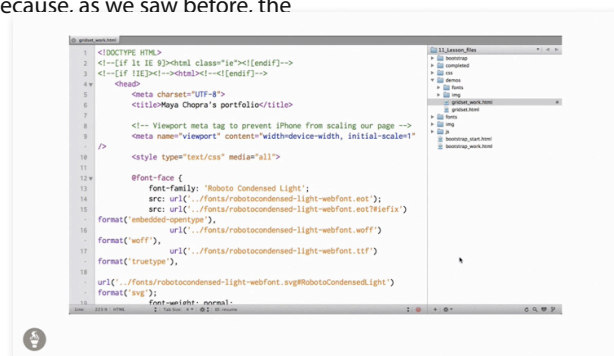 ecause, as we saw before, the
gridset_work.html
1 <!DOCTYPE HTML>
2 <!--[if lt IE 9]><html class="ie"><![endif]-->
3 <!--[if !IE]><!--><html><!--<![endif]-->
4 <head>
5 <meta charset="UTF-8">
6 <title>Maya Chopra's portfolio</title>
7
8 <!-- Viewport meta tag to prevent iPhone from scaling our page -->
9 <meta name="viewport" content="width=device-width, initial-scale=1"
/>
10 <style type="text/css" media="all">
11
12 @font-face {
13 font-family: 'Roboto Condensed Light';
14 src: url('../fonts/robotocondensed-light-webfont.eot');
15 src: url('../fonts/robotocondensed-light-webfont.eot?#iefix')
format('embedded-opentype'),
16 url('../fonts/robotocondensed-light-webfont.woff')
format('woff'),
17 url('../fonts/robotocondensed-light-webfont.ttf')
format('truetype'),
18
url('../fonts/robotocondensed-light-webfont.svg#RobotoCondensedLight')
format('svg');
19 font-weight: normal;
11_Lesson_files
bootstrap
completed
css
demos
fonts
img
gridset_work.html
gridset.html
fonts
img
js
bootstrap_start.html
bootstrap_work.html